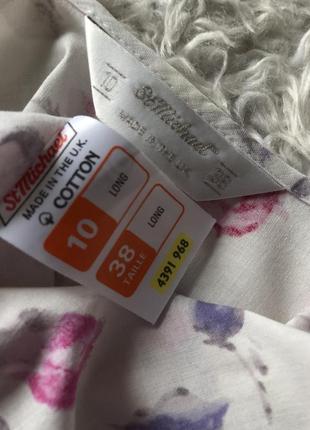 10
St Michael
MADE IN THE U.K.
38
St Michael
MADE IN THE U.K.
COTTON
10 LONG
38 LONG
TAILLE
4391 968